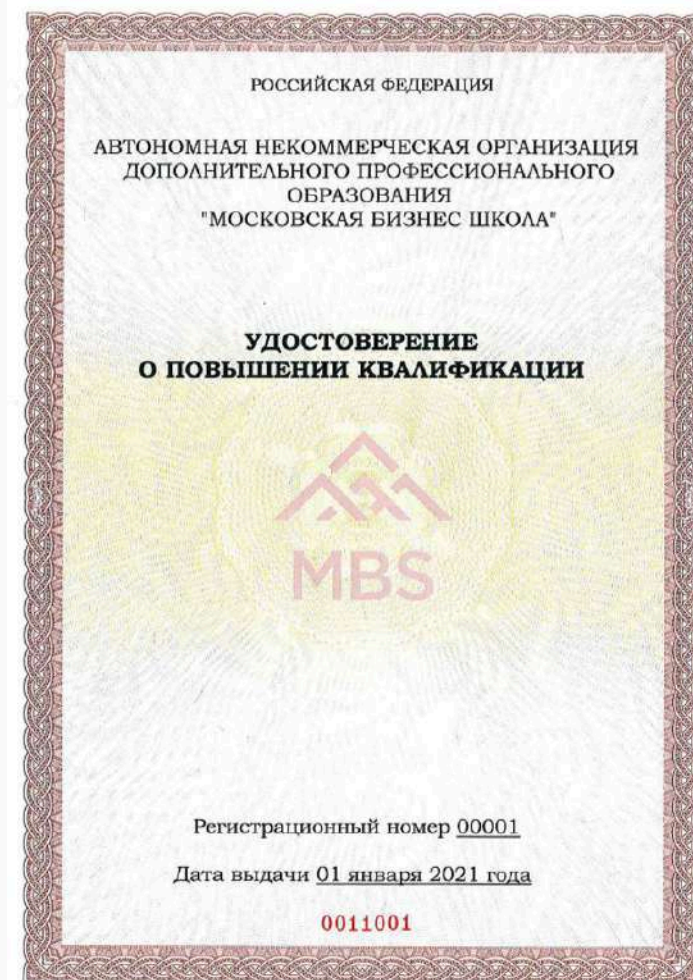 РОССИЙСКАЯ ФЕДЕРАЦИЯ
АВТОНОМНАЯ НЕКОММЕРЧЕСКАЯ ОРГАНИЗАЦИЯ
ДОПОЛНИТЕЛЬНОГО ПРОФЕССИОНАЛЬНОГО
ОБРАЗОВАНИЯ
"МОСКОВСКАЯ БИЗНЕС ШКОЛА"
УДОСТОВЕРЕНИЕ
О ПОВЫШЕНИИ КВАЛИФИКАЦИИ
MBS
Регистрационный номер 00001
Дата выдачи 01 января 2021 года
0011001